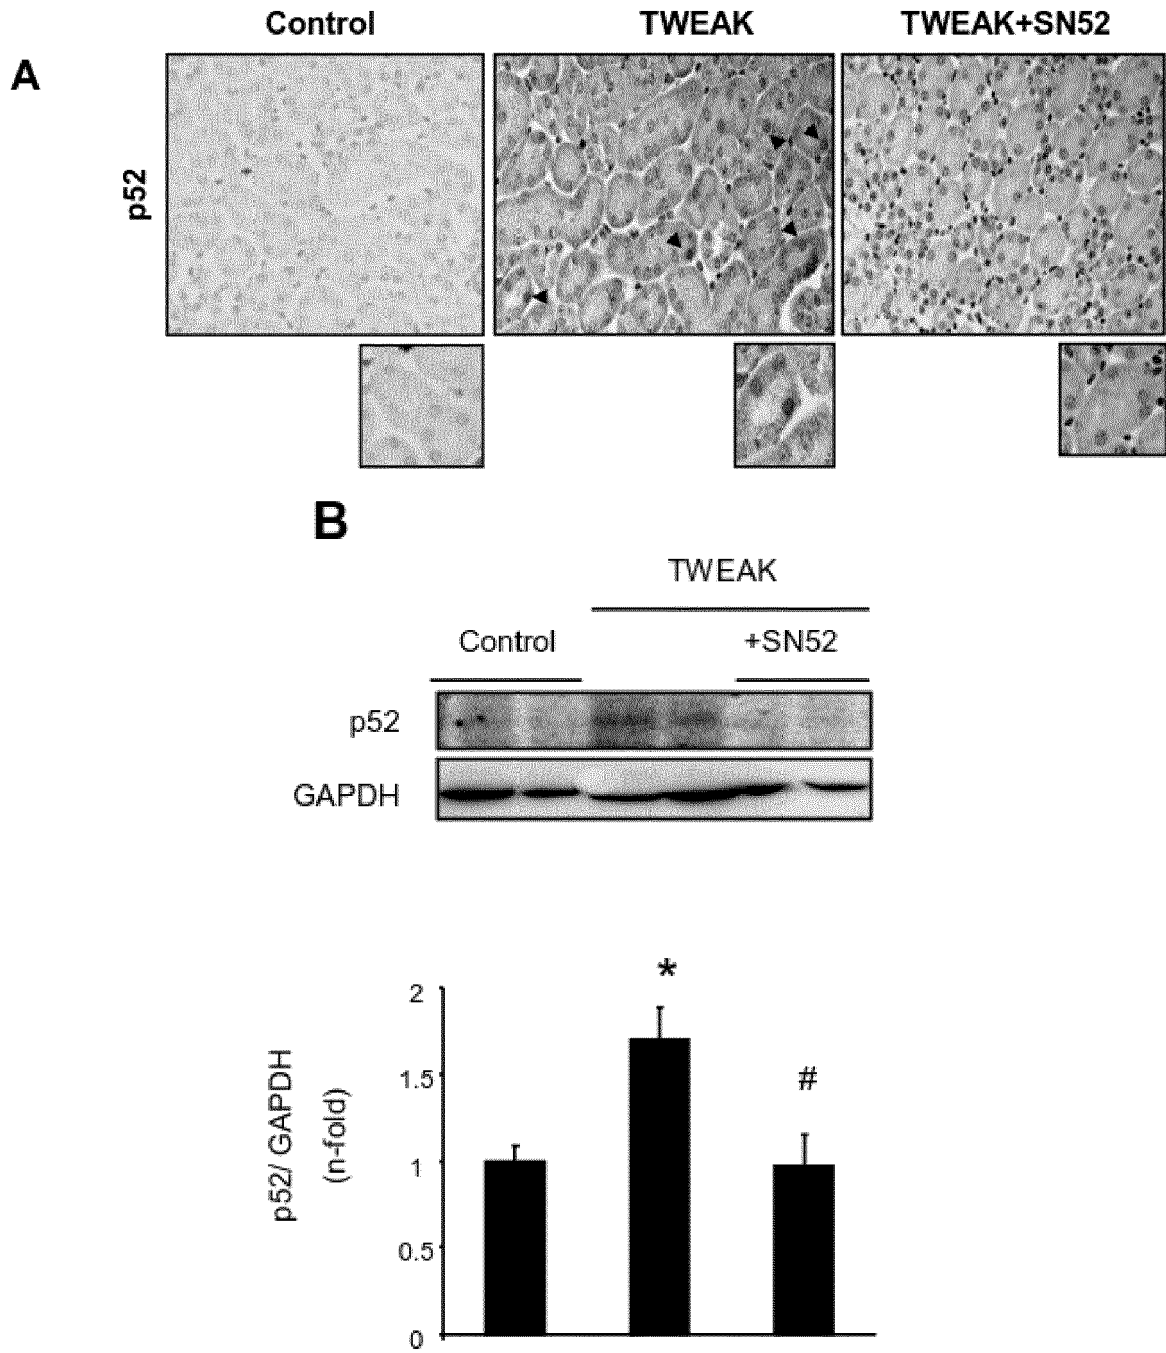 Control TWEAK TWEAK+SN52
A
p52
B
TWEAK
Control +SN52
p52
GAPDH
*
2
#
1.5
1
0.5
0
p52/ GAPDH
(n-fold)